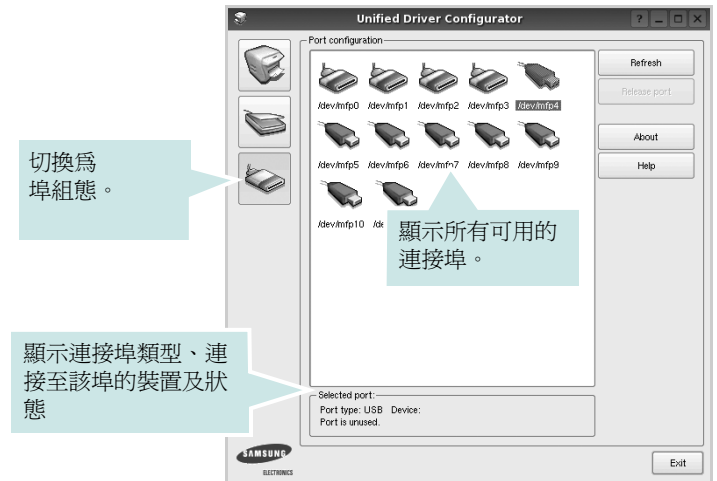 Unified Driver Configurator
Port configuration
/dev/mfp0 /dev/mfp1 /dev/mfp2 /dev/mfp3 /dev/mfp4
/dev/mfp5 /dev/mfp6 /dev/mfp7 /dev/mfp8 /dev/mfp9
/dev/mfp10
Refresh
Release port
About
Help
切換爲
埠組態。
顯示所有可用的
連接埠。
顯示連接埠類型、連
接至該埠的裝置及狀
態
Selected port:
Port type: USB Device:
Port is unused.
SAMSUNG
ELECTRONICS
Exit